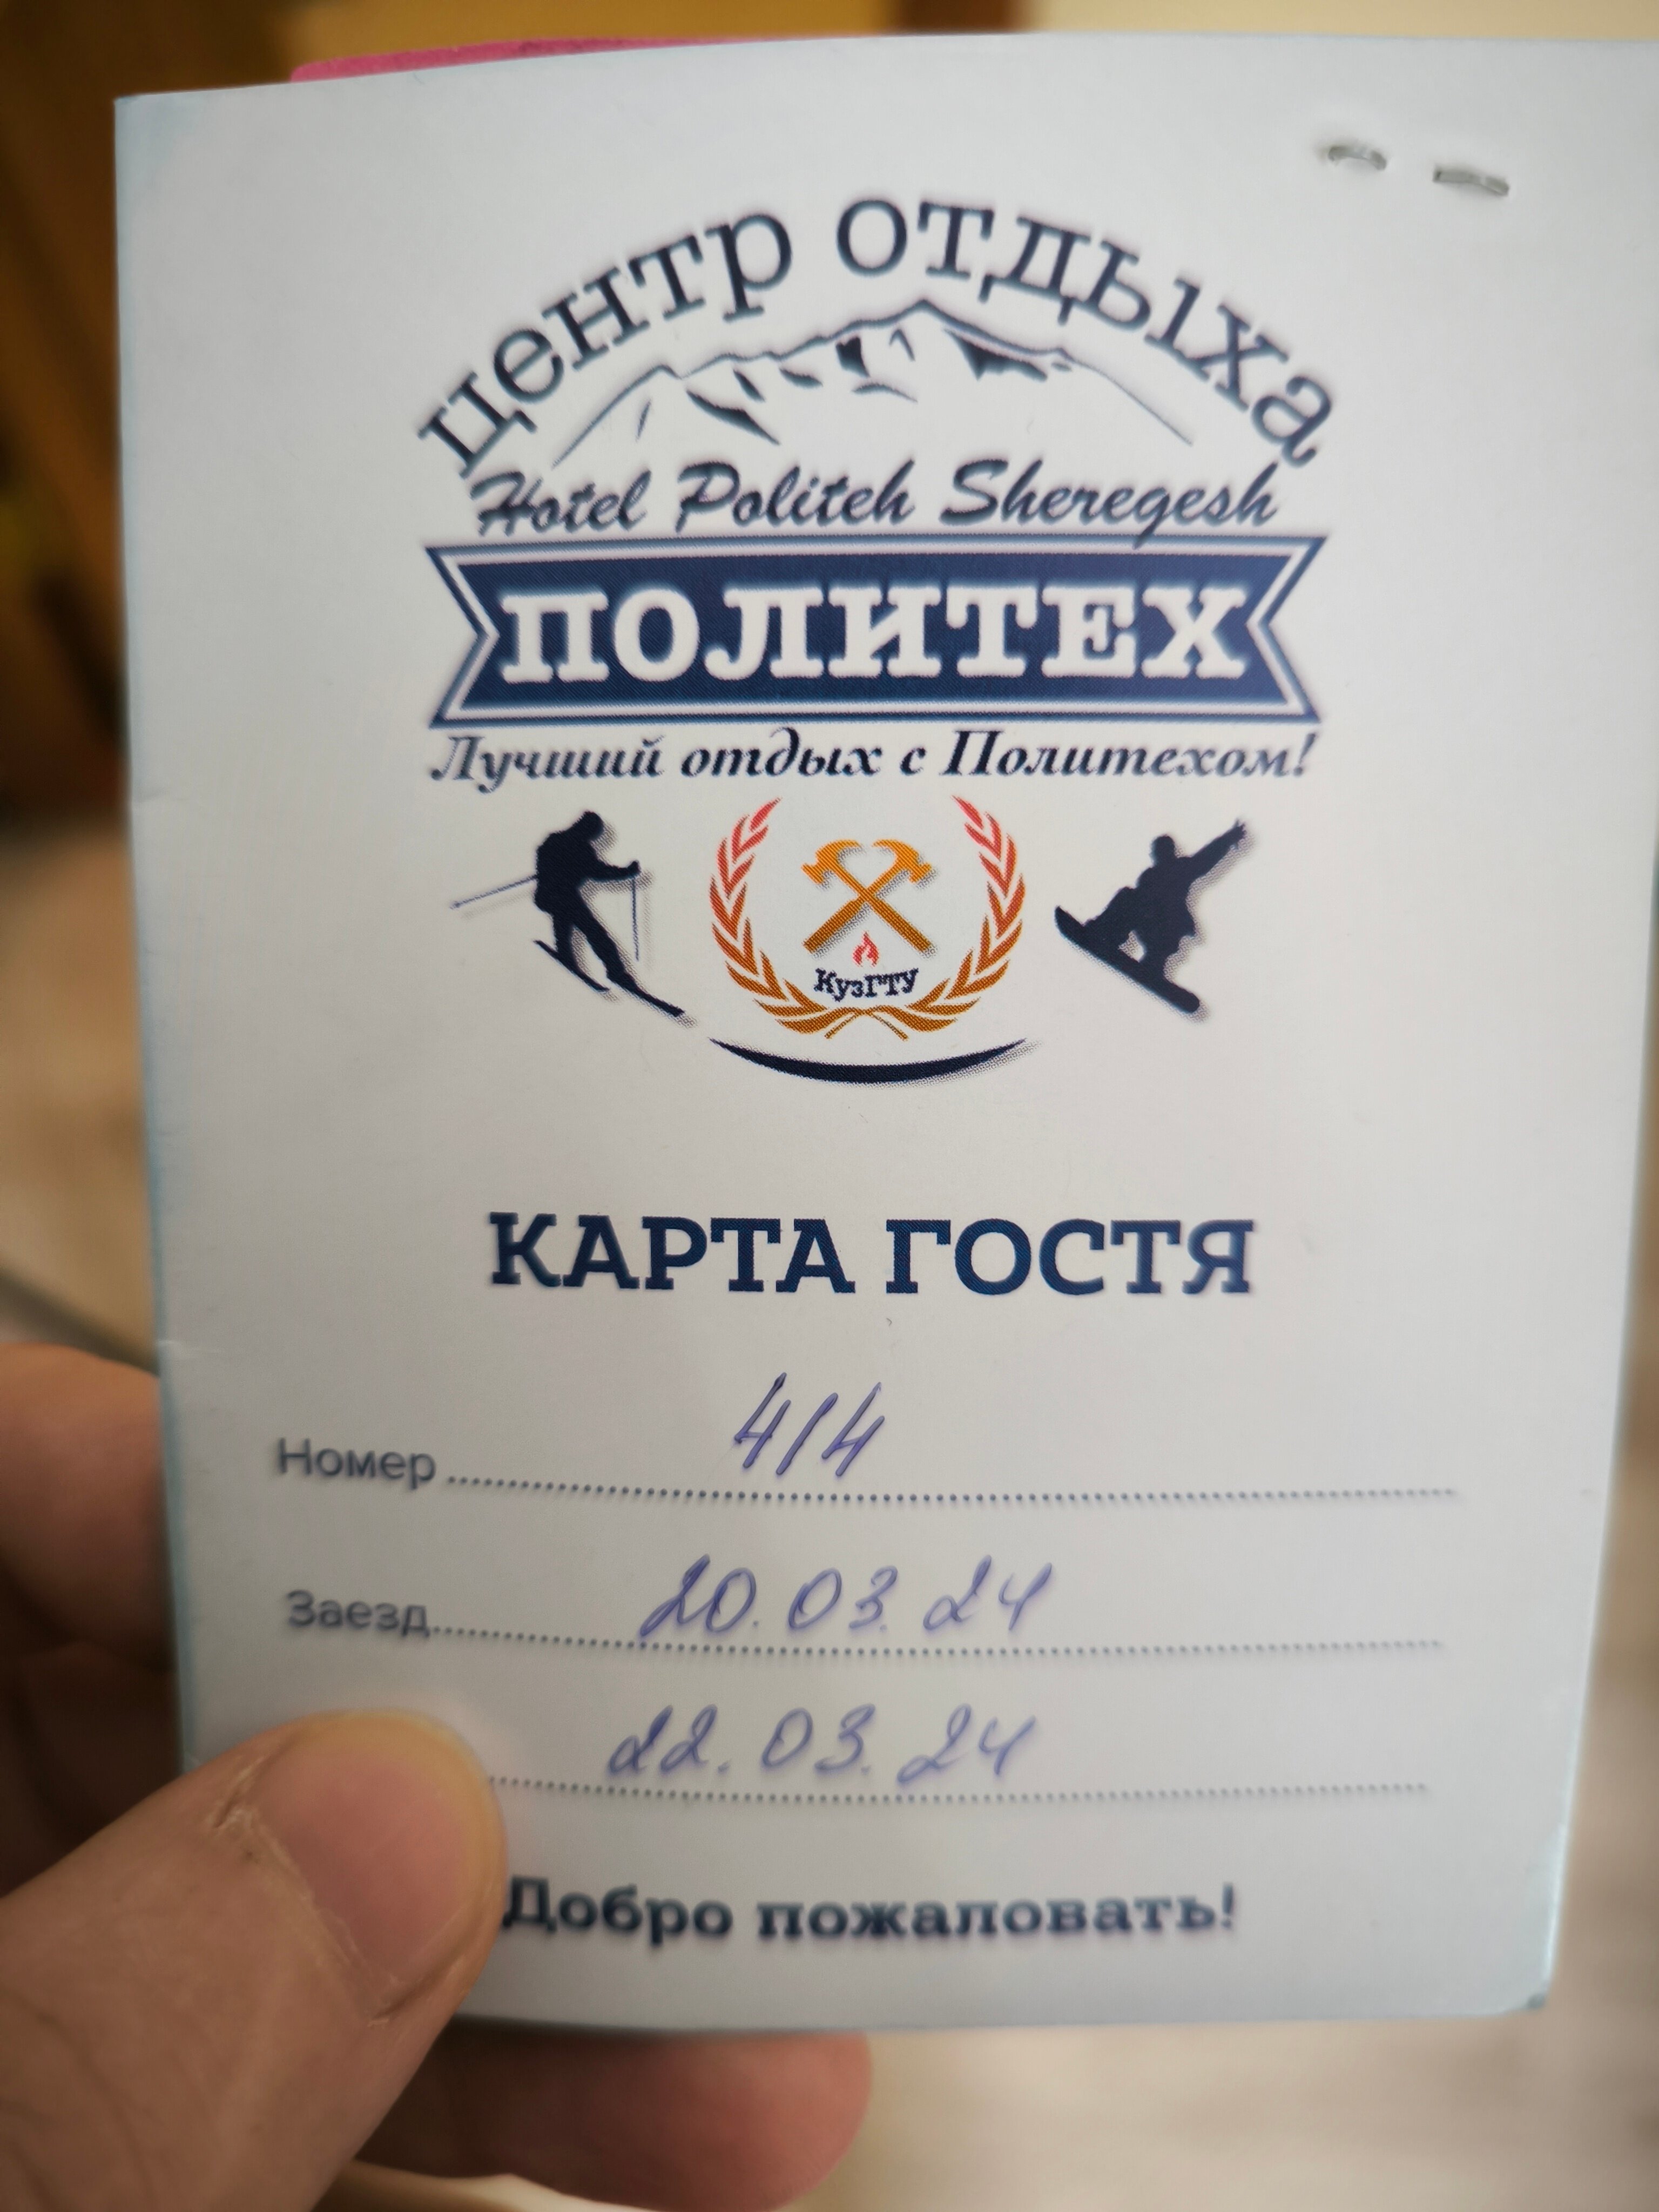 центр отдыха
Hotel Politeh Sheregesh
ПОЛИТЕХ
Лучший отдых с Политехом!
КузГТУ
КАРТА ГОСТЯ
Номер 414
Заезд 20.03.24
22.03.24
Добро пожаловать!